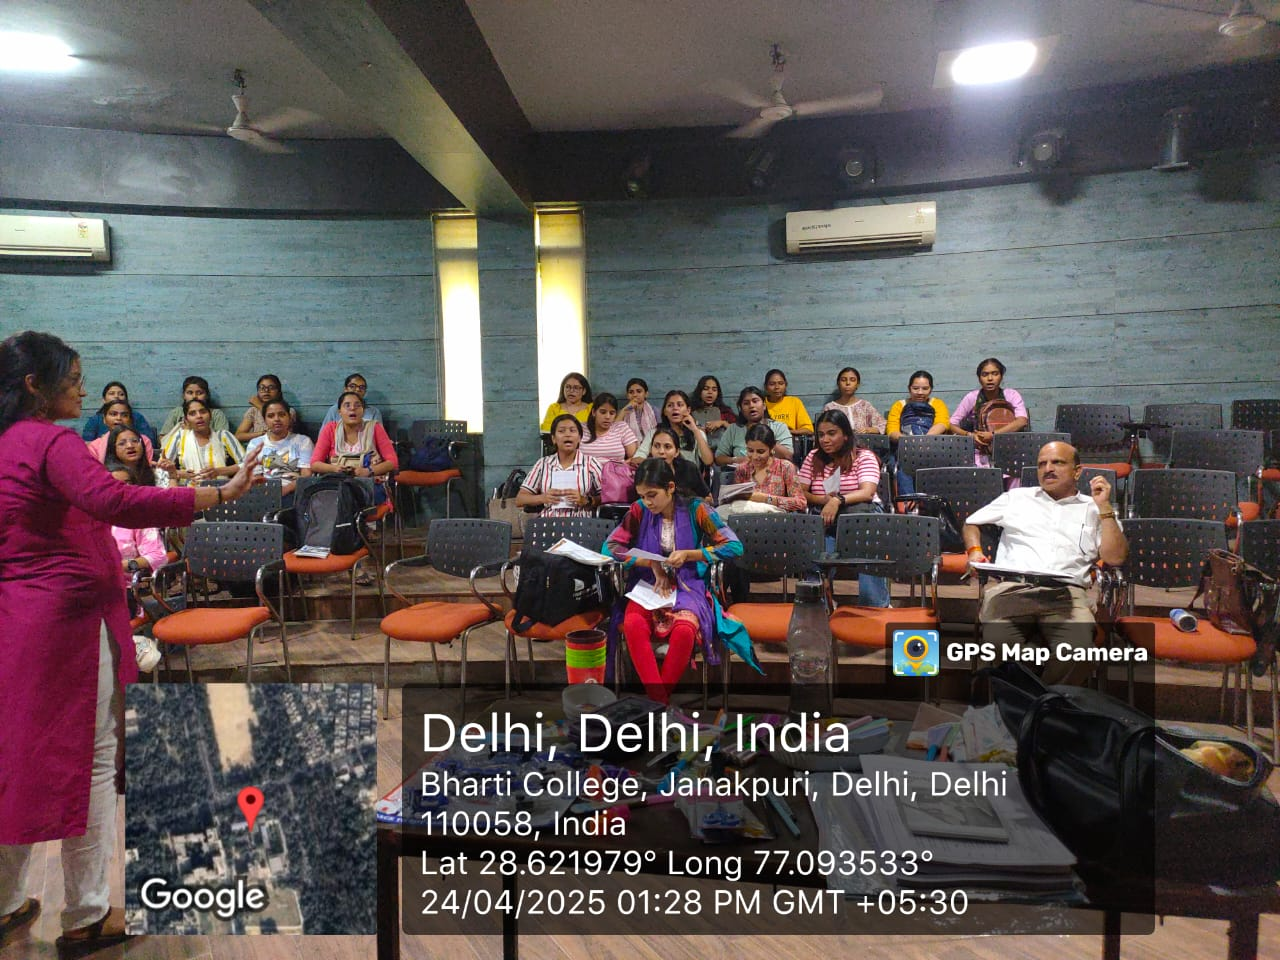 GPS Map Camera
Delhi, Delhi, India
Bharti College, Janakpuri, Delhi, Delhi
110058, India
Lat 28.621979° Long 77.093533°
24/04/2025 01:28 PM GMT +05:30
Google